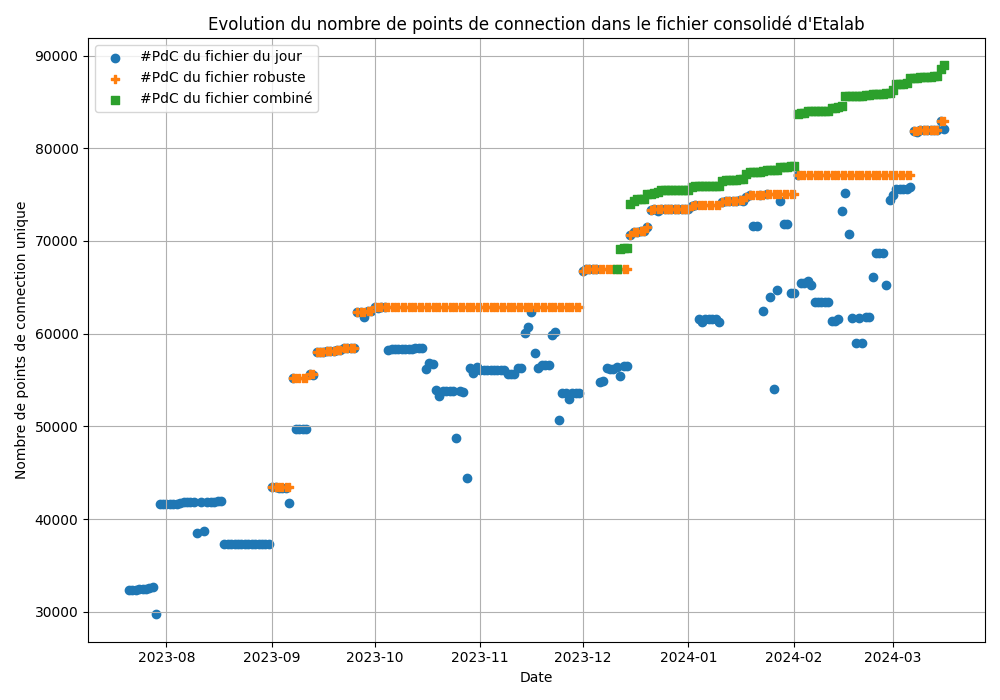 Evolution du nombre de points de connection dans le fichier consolidé d'Etalab
#PdC du fichier du jour
#PdC du fichier robuste
#PdC du fichier combiné
Nombre de points de connection unique
90000
80000
70000
60000
50000
40000
30000
2023-08 2023-09 2023-10 2023-11 2023-12 2024-01 2024-02 2024-03
Date